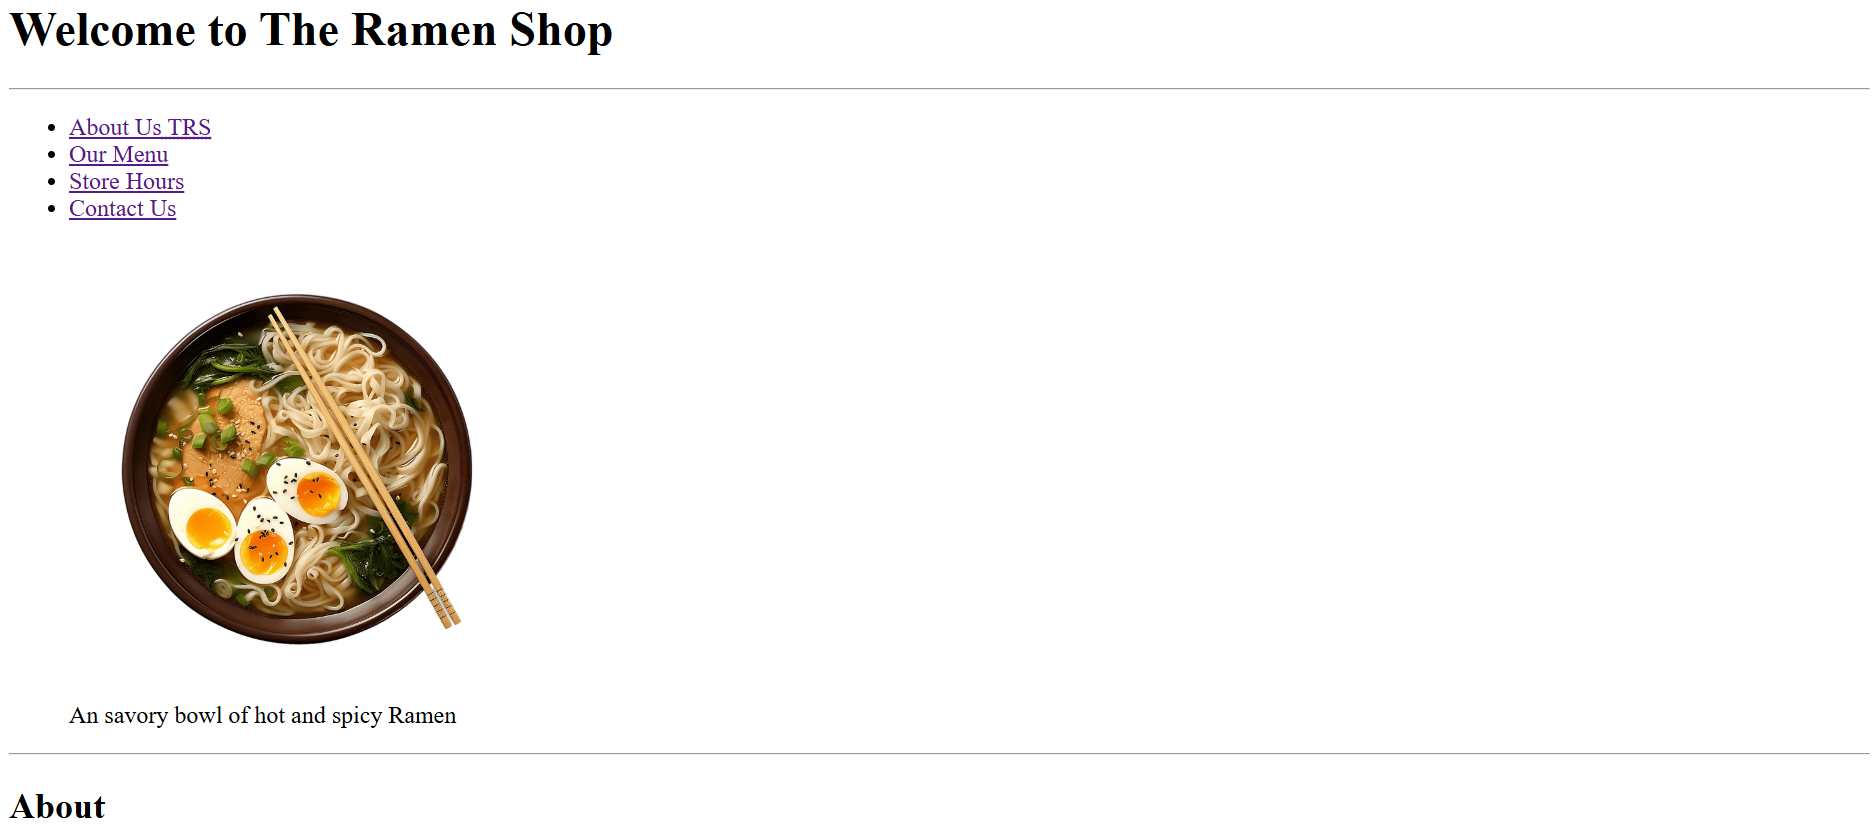 Welcome to The Ramen Shop
About Us TRS
Our Menu
Store Hours
Contact Us
An savory bowl of hot and spicy Ramen
About